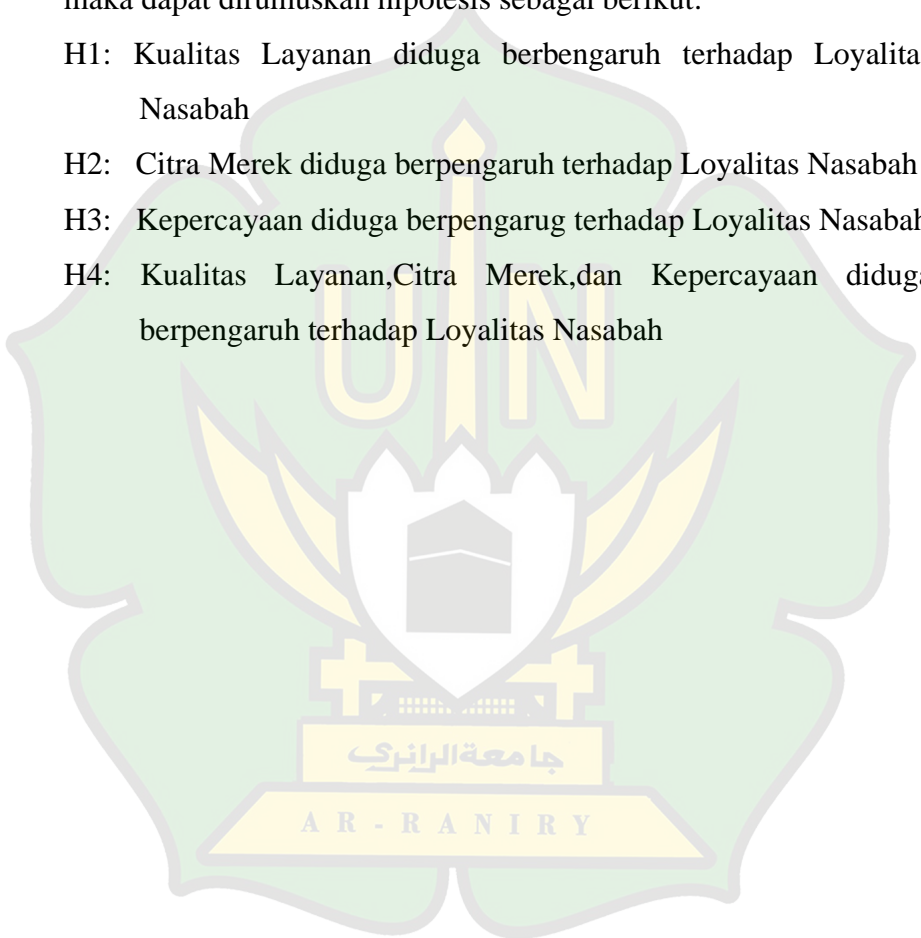 maka dapat dirumuskan hipotesis sebagai berikut:
H1: Kualitas Layanan diduga berbengaruh terhadap Loyalita
Nasabah
H2: Citra Merek diduga berpengaruh terhadap Loyalitas Nasabah
H3: Kepercayaan diduga berpengarug terhadap Loyalitas Nasabah
H4: Kualitas Layanan,Citra Merek,dan Kepercayaan diduga
berpengaruh terhadap Loyalitas Nasabah
UIN
جامعةالرانري
AR-RANIRY